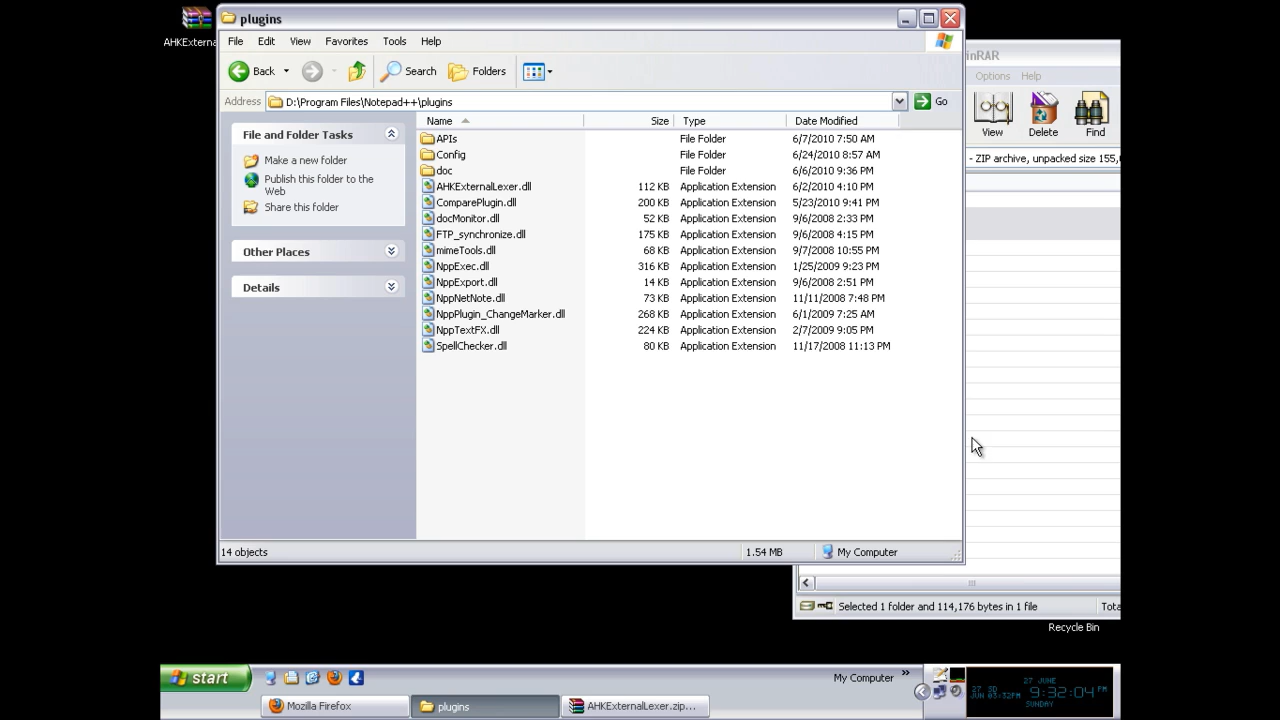 plugins
AHKExterna
File Edit View Favorites Tools Help
inRAR
Options Help
Back Search Folders
Address D:\Program Files\Notepad++\plugins Go
View Delete Find
- ZIP archive, unpacked size 155,
File and Folder Tasks
Make a new folder
Publish this folder to the
Web
Share this folder
Other Places
Details
Name Size Type Date Modified
APIs File Folder 6/7/2010 7:50 AM
Config File Folder 6/24/2010 8:57 AM
doc File Folder 6/6/2010 9:36 PM
AHKExternalLexer.dll 112 KB Application Extension 6/2/2010 4:10 PM
ComparePlugin.dll 200 KB Application Extension 5/23/2010 9:41 PM
docMonitor.dll 52 KB Application Extension 9/6/2008 2:33 PM
FTP_synchronize.dll 175 KB Application Extension 9/6/2008 4:15 PM
mimeTools.dll 68 KB Application Extension 9/7/2008 10:55 PM
NppExec.dll 316 KB Application Extension 1/25/2009 9:23 PM
NppExport.dll 14 KB Application Extension 9/6/2008 2:51 PM
NppNetNote.dll 73 KB Application Extension 11/11/2008 7:48 PM
NppPlugin_ChangeMarker.dll 268 KB Application Extension 6/1/2009 7:25 AM
NppTextFX.dll 224 KB Application Extension 2/7/2009 9:05 PM
SpellChecker.dll 80 KB Application Extension 11/17/2008 11:13 PM
14 objects 1.54 MB My Computer
Selected 1 folder and 114,176 bytes in 1 file Tota
Recycle Bin
start My Computer »
Mozilla Firefox plugins AHKExternalLexer.zip...
27 JUNE
9:32:04 PM
SUNDAY